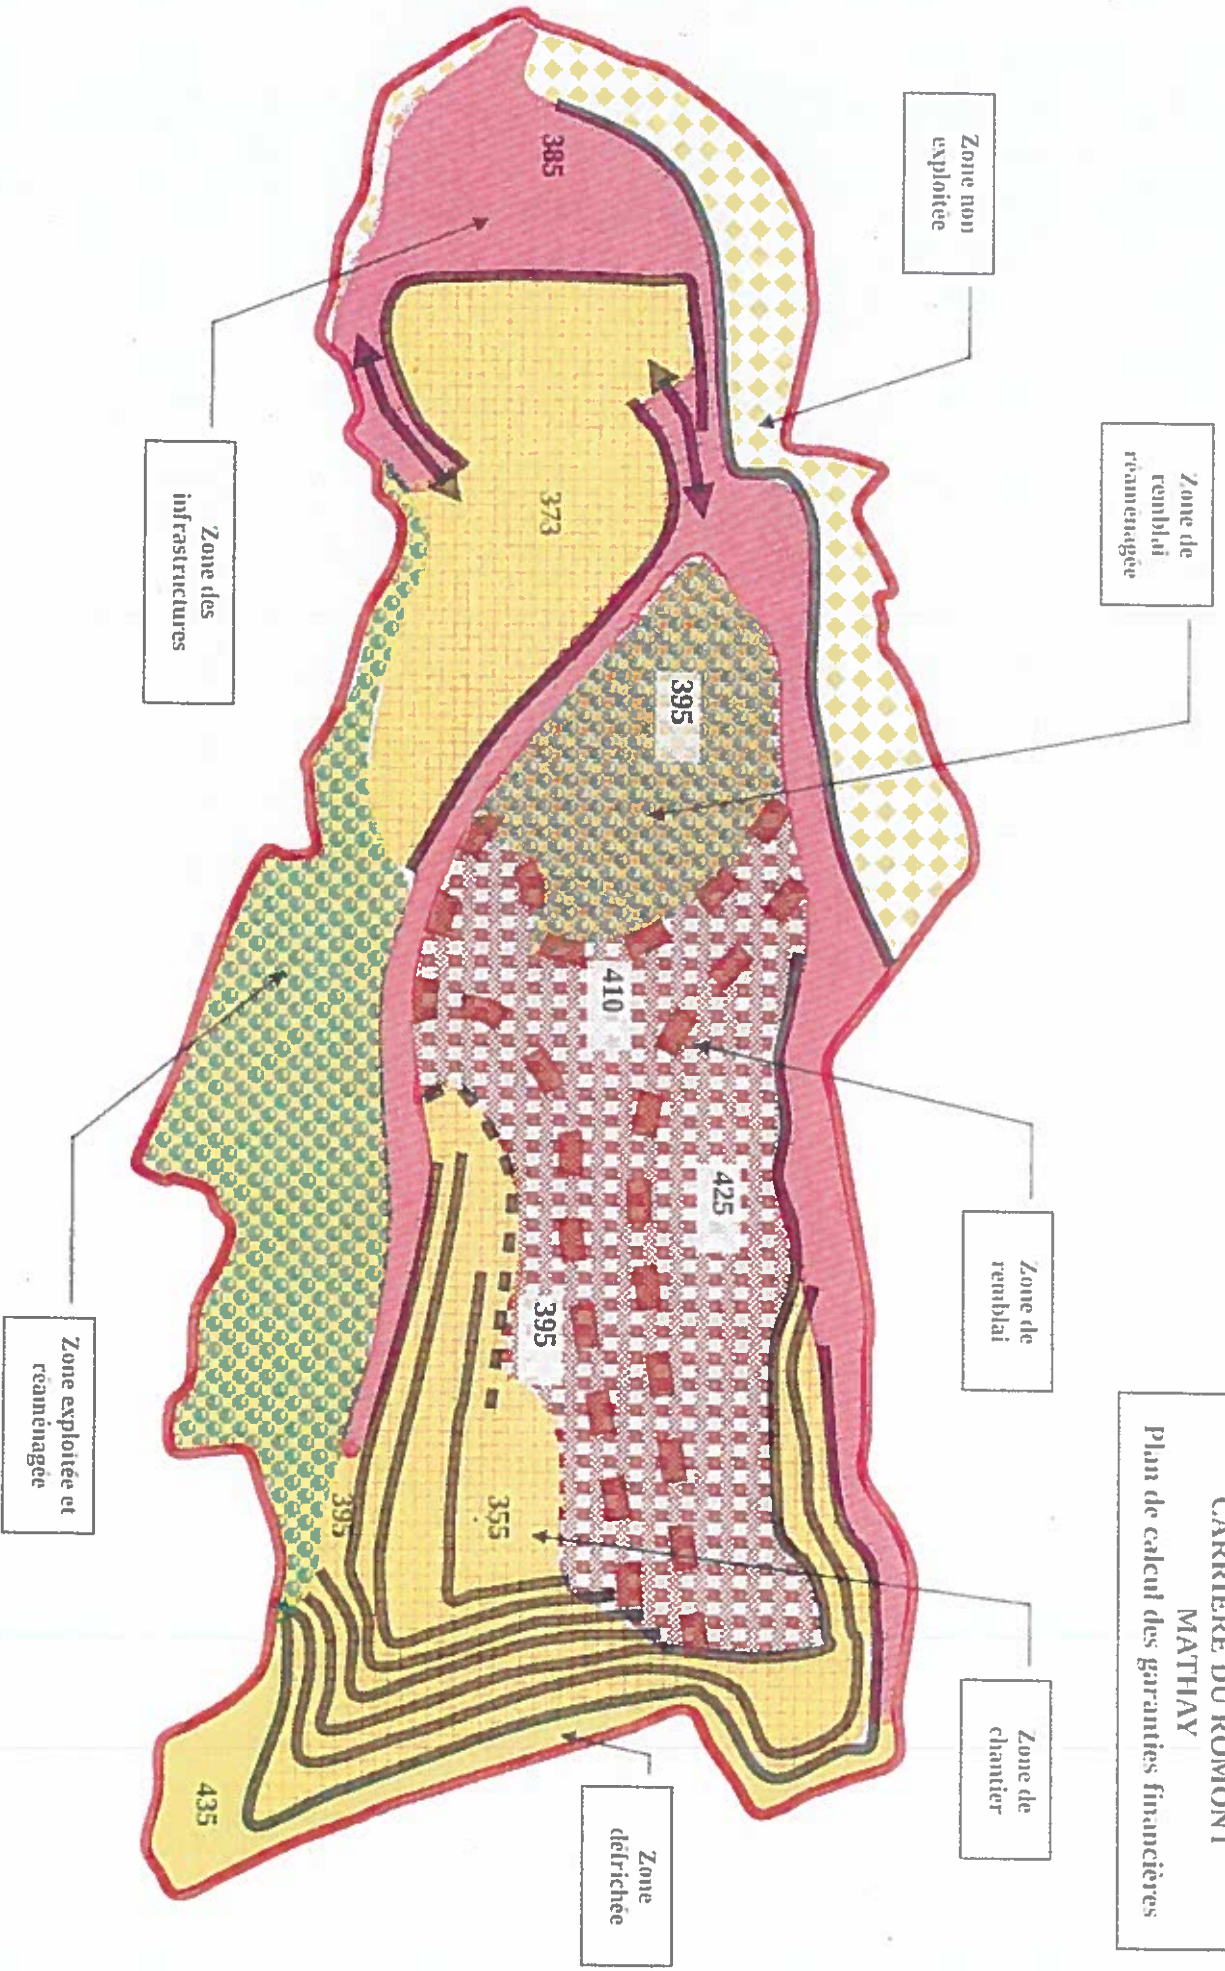 CARRIERE DU ROMONT
MATHAY
Plan de calcul des garanties financières
Zone non
exploitée
Zone de
remblai
réaménagée
Zone de
remblai
Zone de
chantier
Zone
défrichée
Zone des
infrastructures
Zone exploitée et
réaménagée
385
373
395
410
425
395
355
395
435